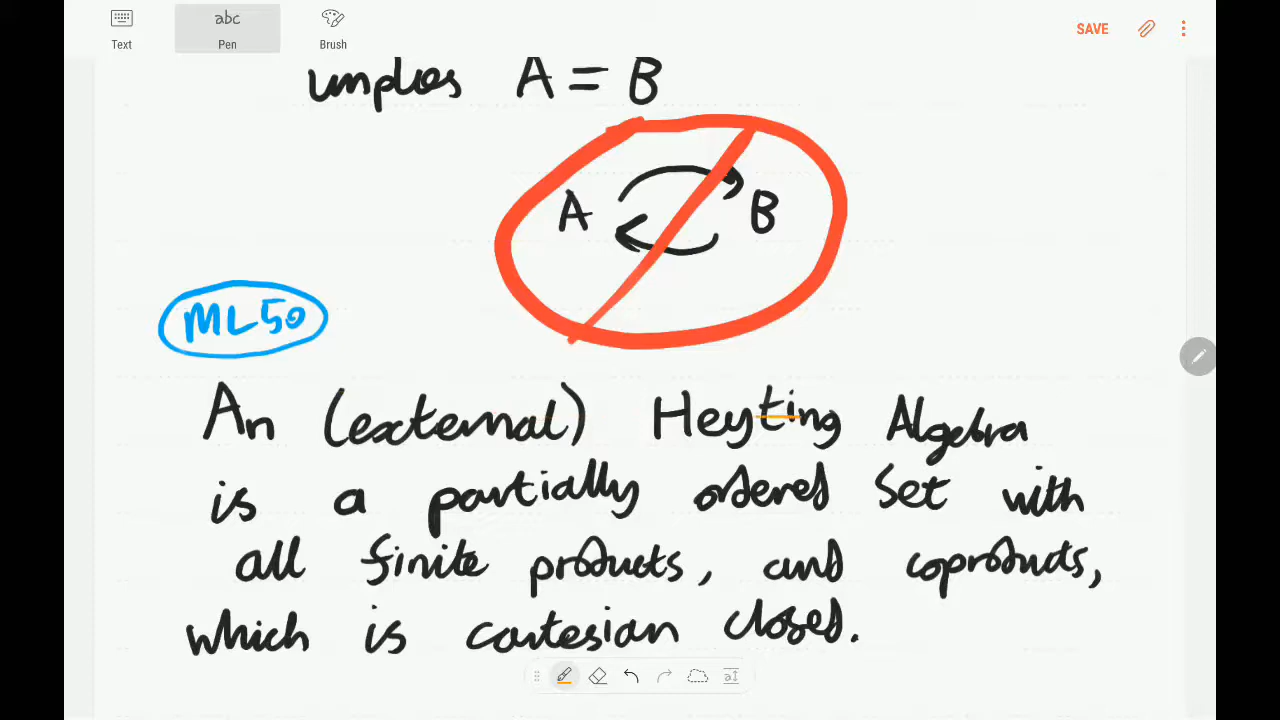 abc
Text
Pen
Brush
SAVE
implies A = B
A B
ML50
An (external) Heyting Algebra
is a partially ordered set with
all finite products, and coproducts,
which is cartesian closed.